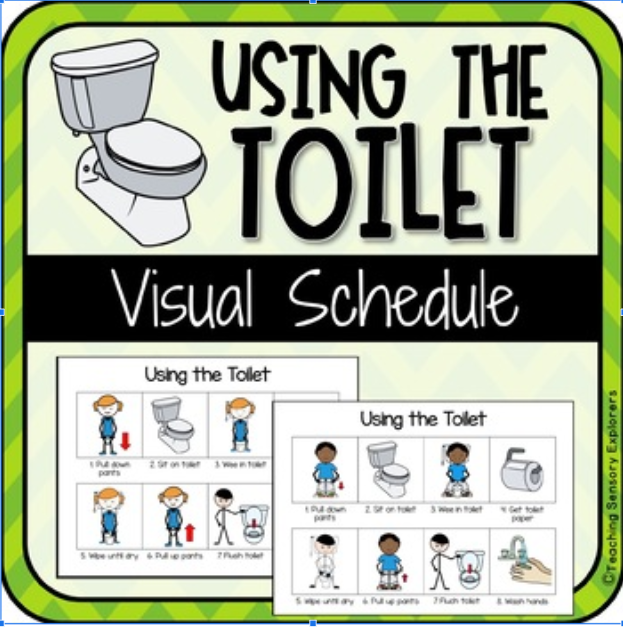 USING THE
TOILET
Visual Schedule
Using the Toilet
1. Pull down
pants
2. Sit on toilet
3. Wee in toilet
5. Wipe until dry
6. Pull up pants
7. Flush toilet
Using the Toilet
1. Pull down
pants
2. Sit on toilet
3. Wee in toilet
4. Get toilet
paper
5. Wipe until dry
6. Pull up pants
7. Flush toilet
8. Wash hands
©Teaching Sensory Explorers